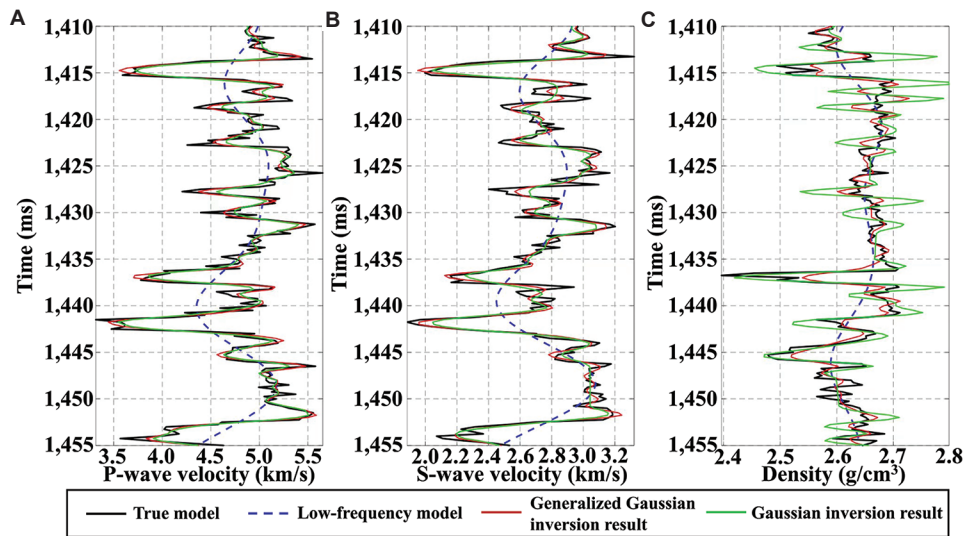 A
B
C
1,410
1,415
1,420
1,425
1,430
1,435
1,440
1,445
1,450
1,455
Time (ms)
3.5 4.0 4.5 5.0 5.5
P-wave velocity (km/s)
1,410
1,415
1,420
1,425
1,430
1,435
1,440
1,445
1,450
1,455
Time (ms)
2.0 2.2 2.4 2.6 2.8 3.0 3.2
S-wave velocity (km/s)
1,410
1,415
1,420
1,425
1,430
1,435
1,440
1,445
1,450
1,455
Time (ms)
2.4 2.5 2.6 2.7 2.8
Density (g/cm³)
True model
Low-frequency model
Generalized Gaussian
inversion result
Gaussian inversion result